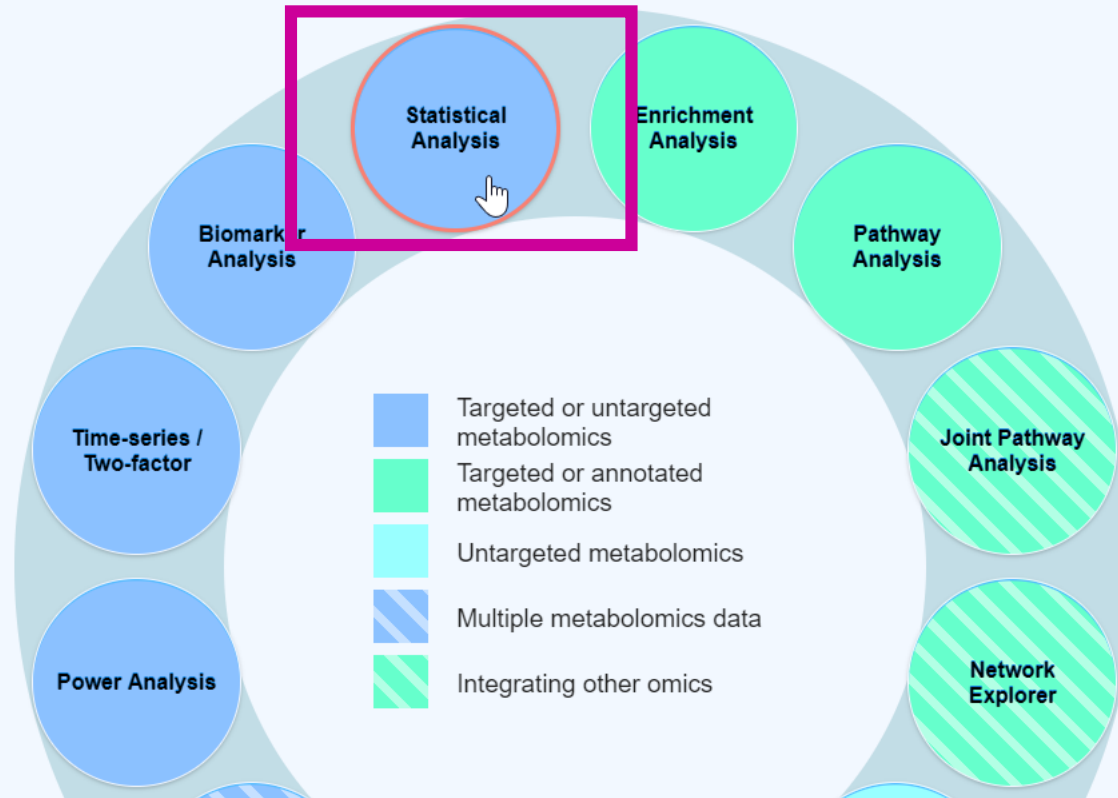 Statistical
Analysis
Enrichment
Analysis
Biomarker
Analysis
Pathway
Analysis
Time-series /
Two-factor
Joint Pathway
Analysis
Power Analysis
Network
Explorer
Targeted or untargeted
metabolomics
Targeted or annotated
metabolomics
Untargeted metabolomics
Multiple metabolomics data
Integrating other omics